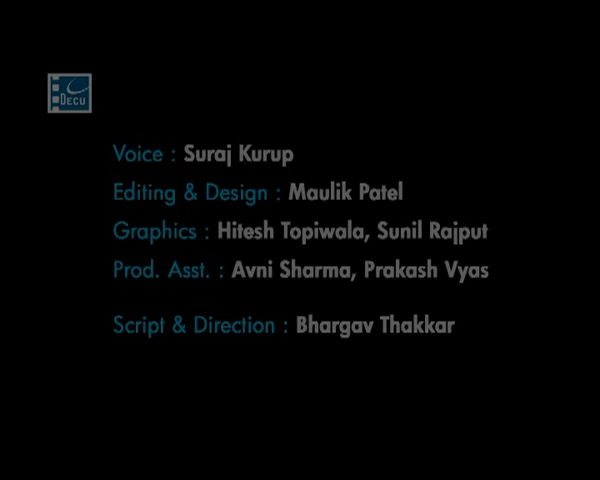 DECU
Voice : Suraj Kurup
Editing & Design : Maulik Patel
Graphics : Hitesh Topiwala, Sunil Rajput
Prod. Asst. : Avni Sharma, Prakash Vyas
Script & Direction : Bhargav Thakkar